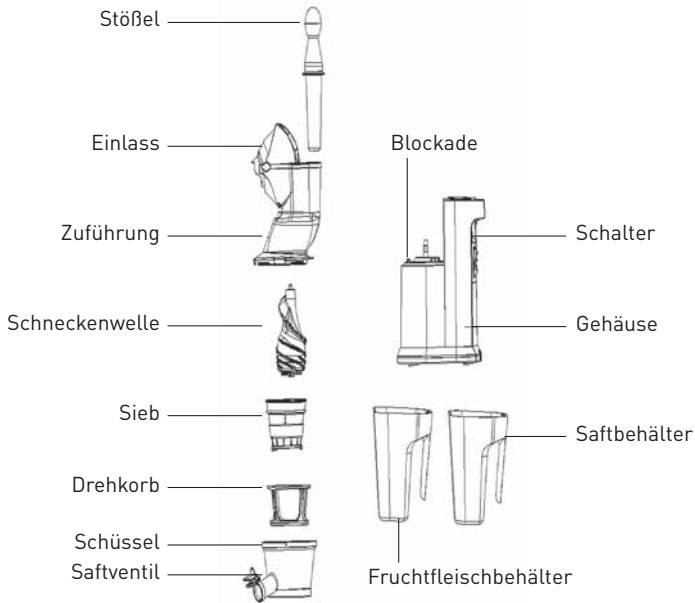 Stößel
Einlass
Zuführung
Schneckenwelle
Sieb
Drehkorb
Schüssel
Saftventil
Blockade
Schalter
Gehäuse
Saftbehälter
Fruchtfleischbehälter